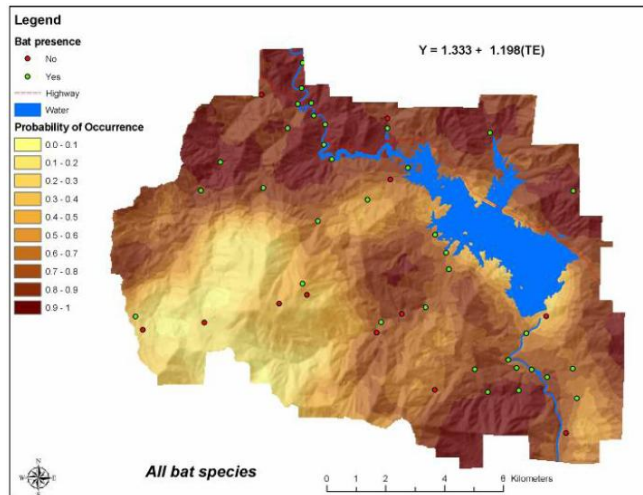 Legend
Bat presence
No
Yes
Highway
Water
Probability of Occurrence
0.0 - 0.1
0.1 - 0.2
0.2 - 0.3
0.3 - 0.4
0.4 - 0.5
0.5 - 0.6
0.6 - 0.7
0.7 - 0.8
0.8 - 0.9
0.9 - 1
Y = 1.333 + 1.198(TE)
N
W E
S
All bat species
0 1 2 4 6 Kilometers